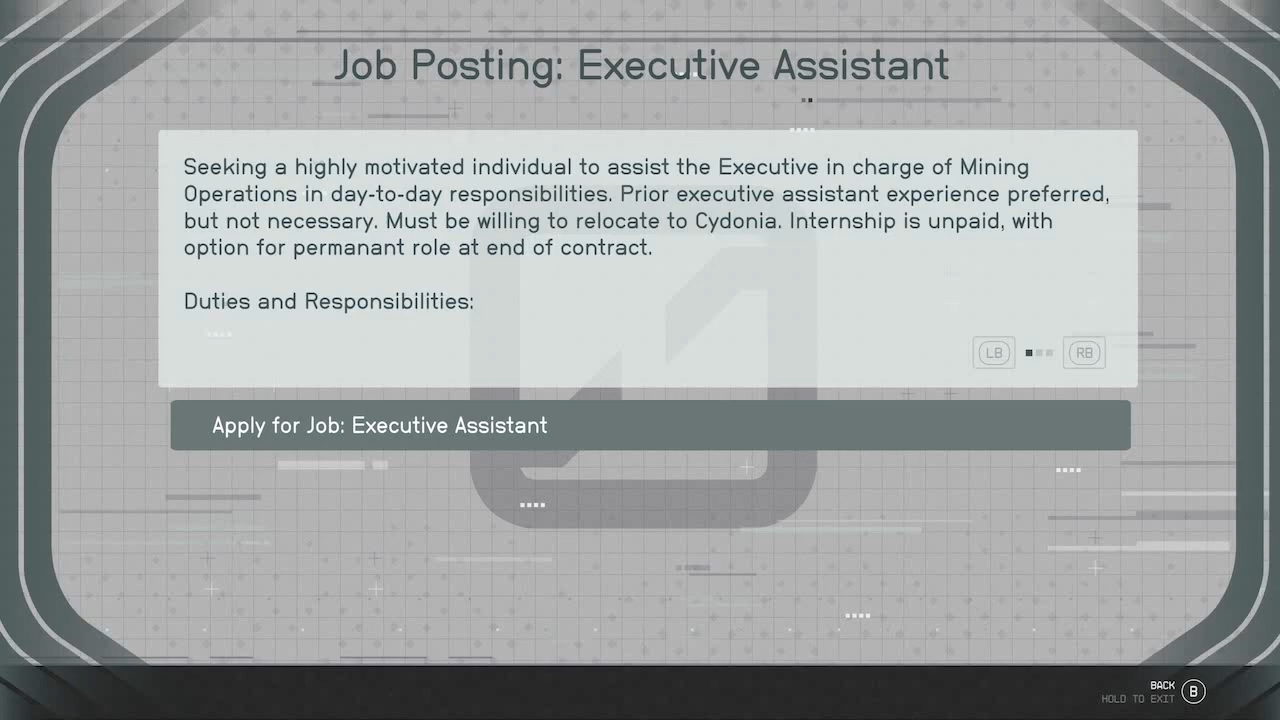 Job Posting: Executive Assistant
Seeking a highly motivated individual to assist the Executive in charge of Mining
Operations in day-to-day responsibilities. Prior executive assistant experience preferred,
but not necessary. Must be willing to relocate to Cydonia. Internship is unpaid, with
option for permanant role at end of contract.
Duties and Responsibilities:
LB RB
Apply for Job: Executive Assistant
BACK
HOLD TO EXIT
B